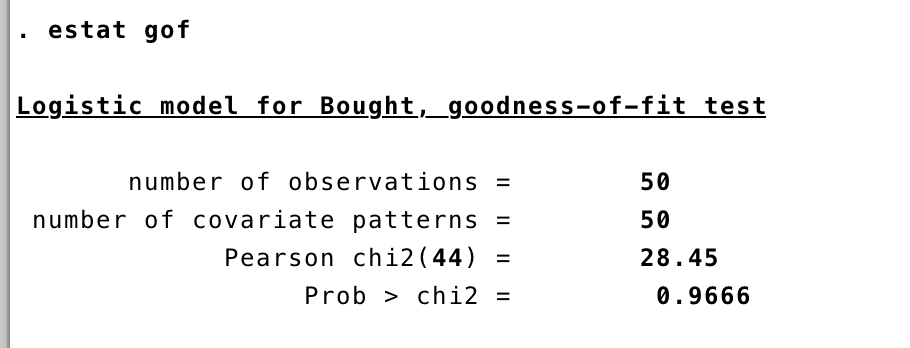 . estat gof
Logistic model for Bought, goodness-of-fit test
number of observations = 50
number of covariate patterns = 50
Pearson chi2(44) = 28.45
Prob > chi2 = 0.9666